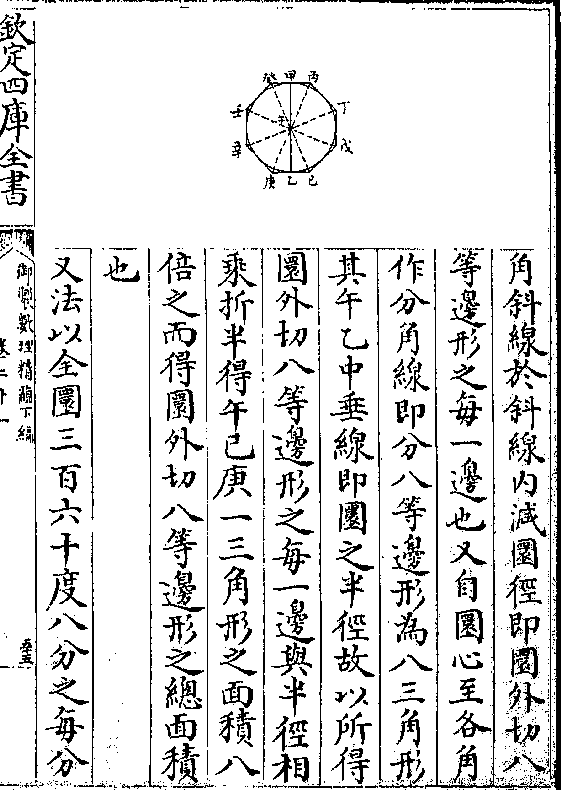 癸甲丙
壬 丁
午
辛 戊
庚乙己
角斜線於斜線内減圜徑即圜外切八
等邊形之每一邊也又自圜心至各角
作分角線即分八等邊形為八三角形
其午乙中垂線即圜之半徑故以所得
圜外切八等邊形之每一邊與半徑相
乘折半得午己庚一三角形之面積八
倍之而得圜外切八等邊形之總面積
也
又法以全圜三百六十度八分之每分
欽定四庫全書
御製數理精藴下編
卷二十